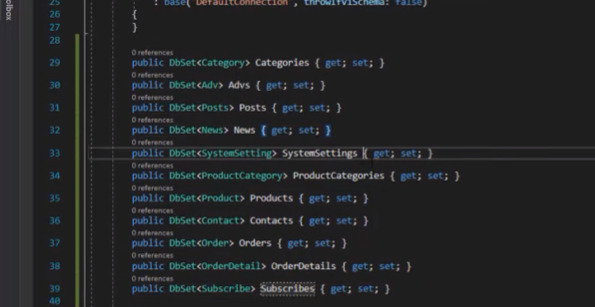 olbox
25 : base("DefaultConnection", throwIfV1Schema: false)
26 {
27 }
28
0 references
29 public DbSet<Category> Categories { get; set; }
0 references
30 public DbSet<Adv> Advs { get; set; }
0 references
31 public DbSet<Posts> Posts { get; set; }
0 references
32 public DbSet<News> News { get; set; }
0 references
33 public DbSet<SystemSetting> SystemSettings { get; set; }
0 references
34 public DbSet<ProductCategory> ProductCategories { get; set; }
0 references
35 public DbSet<Product> Products { get; set; }
0 references
36 public DbSet<Contact> Contacts { get; set; }
0 references
37 public DbSet<Order> Orders { get; set; }
0 references
38 public DbSet<OrderDetail> OrderDetails { get; set; }
0 references
39 public DbSet<Subscribe> Subscribes { get; set; }
40